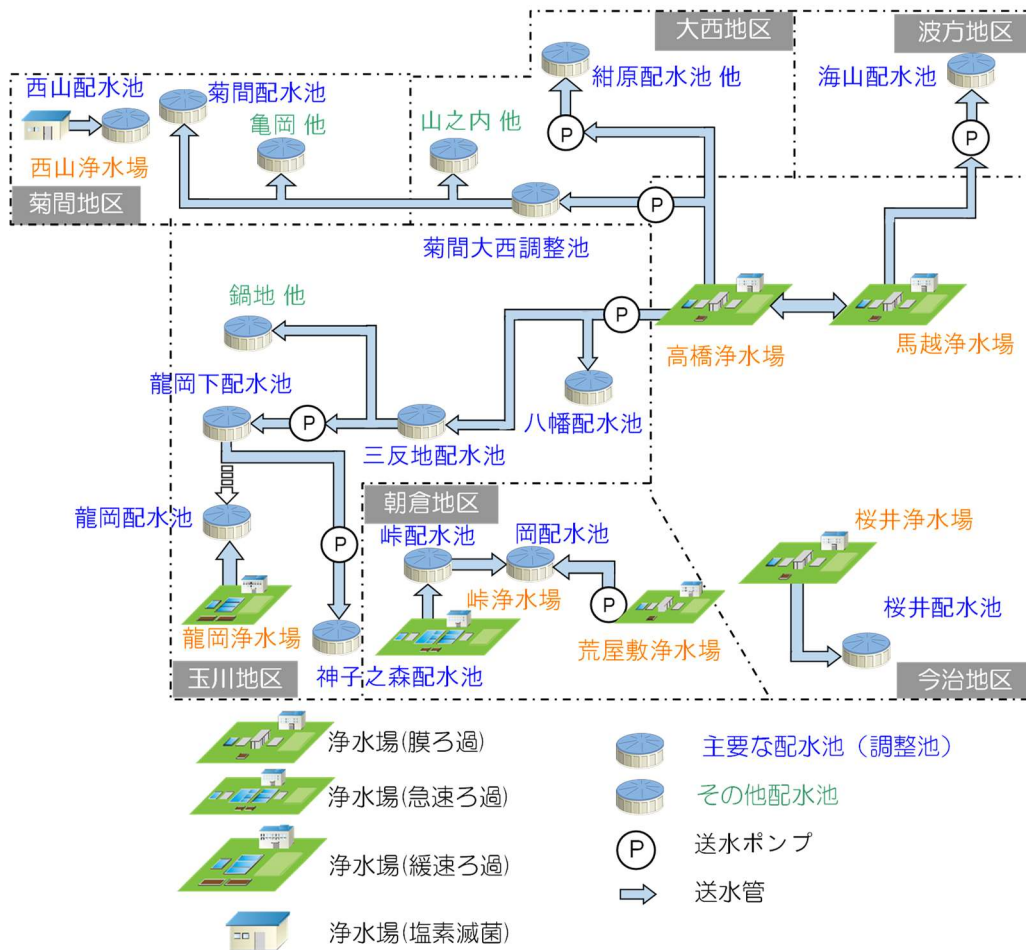 大西地区
波方地区
紺原配水池 他
海山配水池
西山配水池
菊間配水池
亀岡 他
山之内 他
P
P
西山浄水場
菊間地区
P
菊間大西調整池
鍋地 他
P
高橋浄水場
馬越浄水場
龍岡下配水池
八幡配水池
P
三反地配水池
朝倉地区
龍岡配水池
峠配水池
岡配水池
桜井浄水場
P
峠浄水場
P
桜井配水池
龍岡浄水場
荒屋敷浄水場
玉川地区
神子之森配水池
今治地区
浄水場(膜ろ過)
主要な配水池（調整池）
浄水場(急速ろ過)
その他配水池
P
送水ポンプ
浄水場(緩速ろ過)
送水管
浄水場(塩素滅菌)